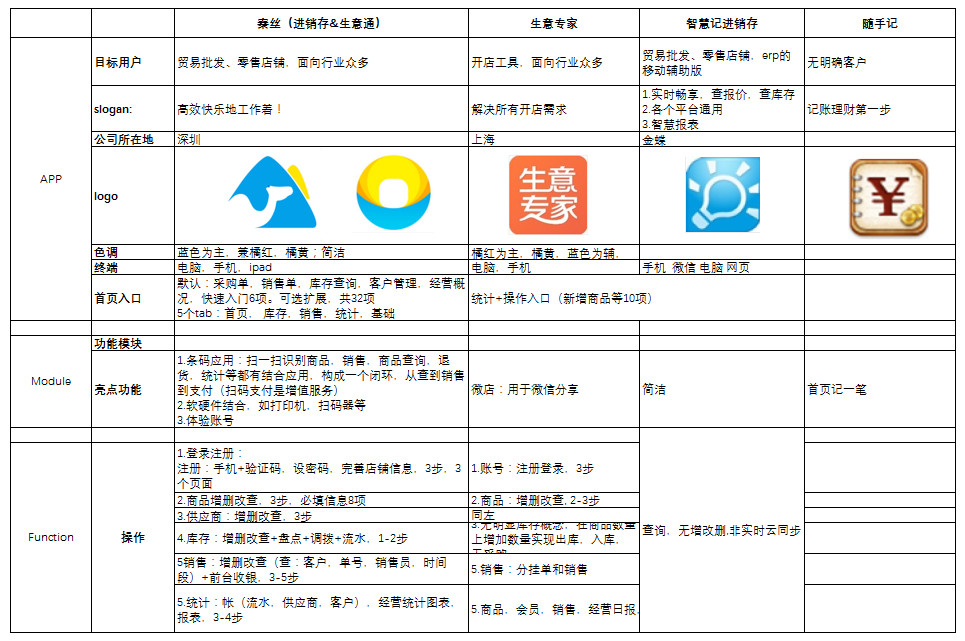 秦丝（进销存&生意通）
生意专家
智慧记进销存
随手记
APP
目标用户
贸易批发、零售店铺，面向行业众多
开店工具，面向行业众多
贸易批发、零售店铺，erp的
移动辅助版
无明确客户
slogan:
高效快乐地工作着！
解决所有开店需求
1.实时畅享，查报价，查库存
2.各个平台通用
3.智慧报表
记账理财第一步
公司所在地
深圳
上海
金蝶
logo
生意
专家
¥
色调
蓝色为主，兼橘红，橘黄；简洁
橘红为主，橘黄，蓝色为辅，
终端
电脑，手机，ipad
电脑，手机
手机 微信 电脑 网页
首页入口
默认：采购单，销售单，库存查询，客户管理，经营概
况，快速入门6项。可选扩展，共32项
5个tab：首页， 库存，销售，统计，基础
统计+操作入口（新增商品等10项）
Module
功能模块
亮点功能
1.条码应用：扫一扫识别商品，销售，商品查询，退
货，统计等都有结合应用，构成一个闭环，从查到销售
到支付（扫码支付是增值服务）
2.软硬件结合，如打印机，扫码器等
3.体验账号
微店：用于微信分享
简洁
首页记一笔
Function
操作
1.登录注册：
注册：手机+验证码，设密码，完善店铺信息，3步，3
个页面
1.账号：注册登录，3步
2.商品增删改查，3步，必填信息8项
2.商品：增删改查, 2-3步
3.供应商：增删改查，3步
同左
4.库存：增删改查+盘点+调拨+流水，1-2步
3.无明显库存概念，在商品数量
上增加数量实现出库，入库，
查询，无增改删,非实时云同步
5销售：增删改查（查：客户，单号，销售员，时间
段）+前台收银，3-5步
5.销售：分挂单和销售
5.统计：帐（流水，供应商，客户），经营统计图表，
报表，3-4步
5.商品，会员，销售，经营日报,